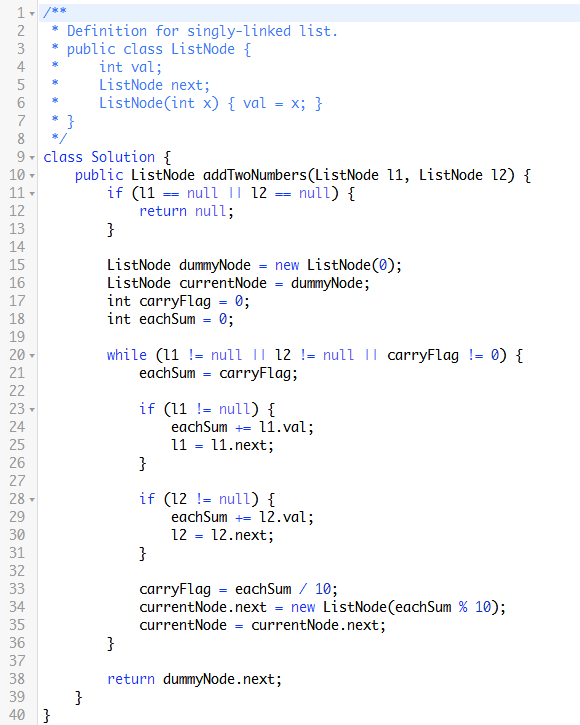 1 /**
2  * Definition for singly-linked list.
3  * public class ListNode {
4  *     int val;
5  *     ListNode next;
6  *     ListNode(int x) { val = x; }
7  * }
8  */
9 class Solution {
10     public ListNode addTwoNumbers(ListNode l1, ListNode l2) {
11         if (l1 == null || l2 == null) {
12             return null;
13         }
14
15         ListNode dummyNode = new ListNode(0);
16         ListNode currentNode = dummyNode;
17         int carryFlag = 0;
18         int eachSum = 0;
19
20         while (l1 != null || l2 != null || carryFlag != 0) {
21             eachSum = carryFlag;
22
23             if (l1 != null) {
24                 eachSum += l1.val;
25                 l1 = l1.next;
26             }
27
28             if (l2 != null) {
29                 eachSum += l2.val;
30                 l2 = l2.next;
31             }
32
33             carryFlag = eachSum / 10;
34             currentNode.next = new ListNode(eachSum % 10);
35             currentNode = currentNode.next;
36         }
37
38         return dummyNode.next;
39     }
40 }